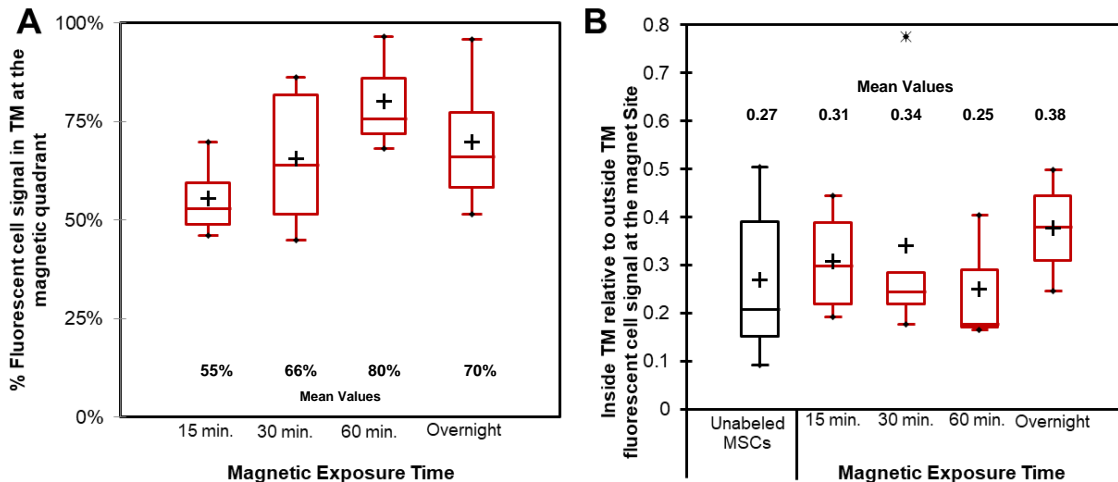 A
% Fluorescent cell signal in TM at the
magnetic quadrant
100%
75%
50%
25%
0%
55% 66% 80% 70%
Mean Values
15 min. 30 min. 60 min. Overnight
Magnetic Exposure Time
B
Inside TM relative to outside TM
fluorescent cell signal at the magnet Site
0.8
0.7
0.6
0.5
0.4
0.3
0.2
0.1
0
Mean Values
0.27 0.31 0.34 0.25 0.38
Unabeled
MSCs
15 min. 30 min. 60 min. Overnight
Magnetic Exposure Time